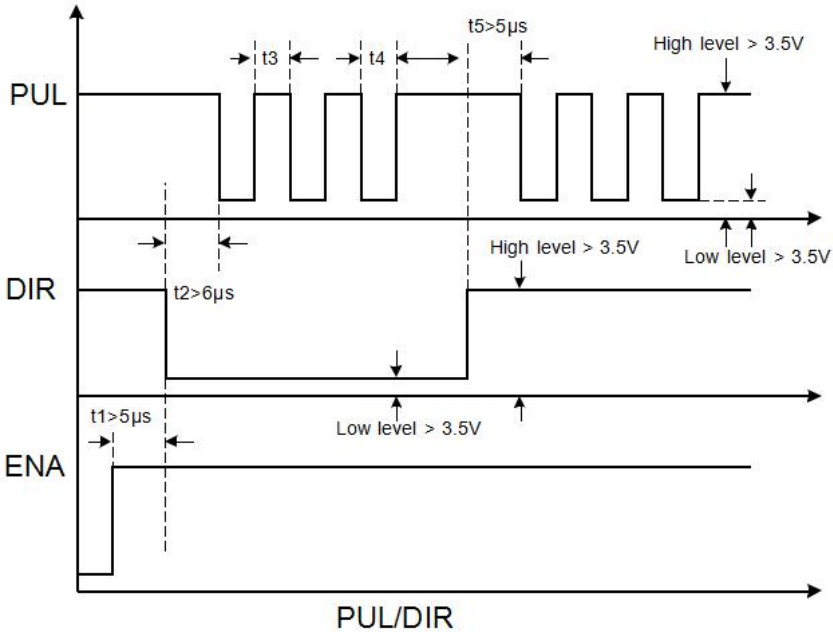 t5>5µs
High level > 3.5V
t3
t4
PUL
High level > 3.5V
Low level > 3.5V
DIR
t2>6µs
t1>5µs
Low level > 3.5V
ENA
PUL/DIR